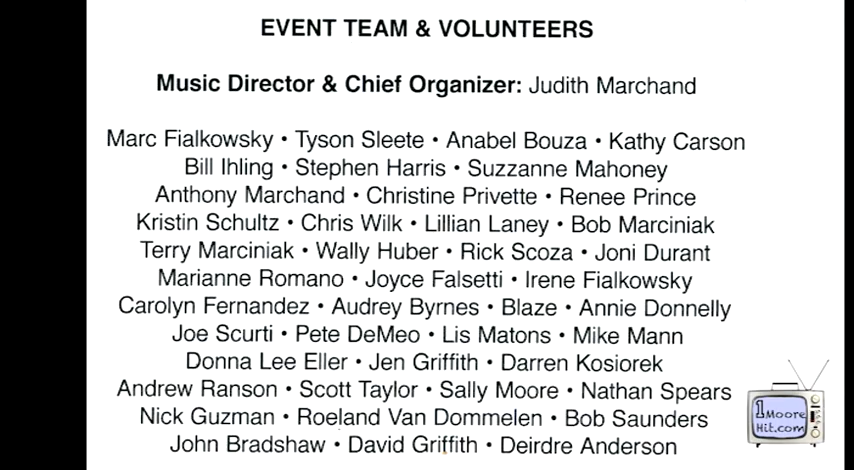 EVENT TEAM & VOLUNTEERS
Music Director & Chief Organizer: Judith Marchand
Marc Fialkowsky • Tyson Sleete • Anabel Bouza • Kathy Carson
Bill Ihling • Stephen Harris • Suzzanne Mahoney
Anthony Marchand • Christine Privette • Renee Prince
Kristin Schultz • Chris Wilk • Lillian Laney • Bob Marciniak
Terry Marciniak • Wally Huber • Rick Scoza • Joni Durant
Marianne Romano • Joyce Falsetti • Irene Fialkowsky
Carolyn Fernandez • Audrey Byrnes • Blaze • Annie Donnelly
Joe Scurti • Pete DeMeo • Lis Matons • Mike Mann
Donna Lee Eller • Jen Griffith • Darren Kosiorek
Andrew Ranson • Scott Taylor • Sally Moore • Nathan Spears
Nick Guzman • Roeland Van Dommelen • Bob Saunders
John Bradshaw • David Griffith • Deirdre Anderson
1Moore
Hit.com